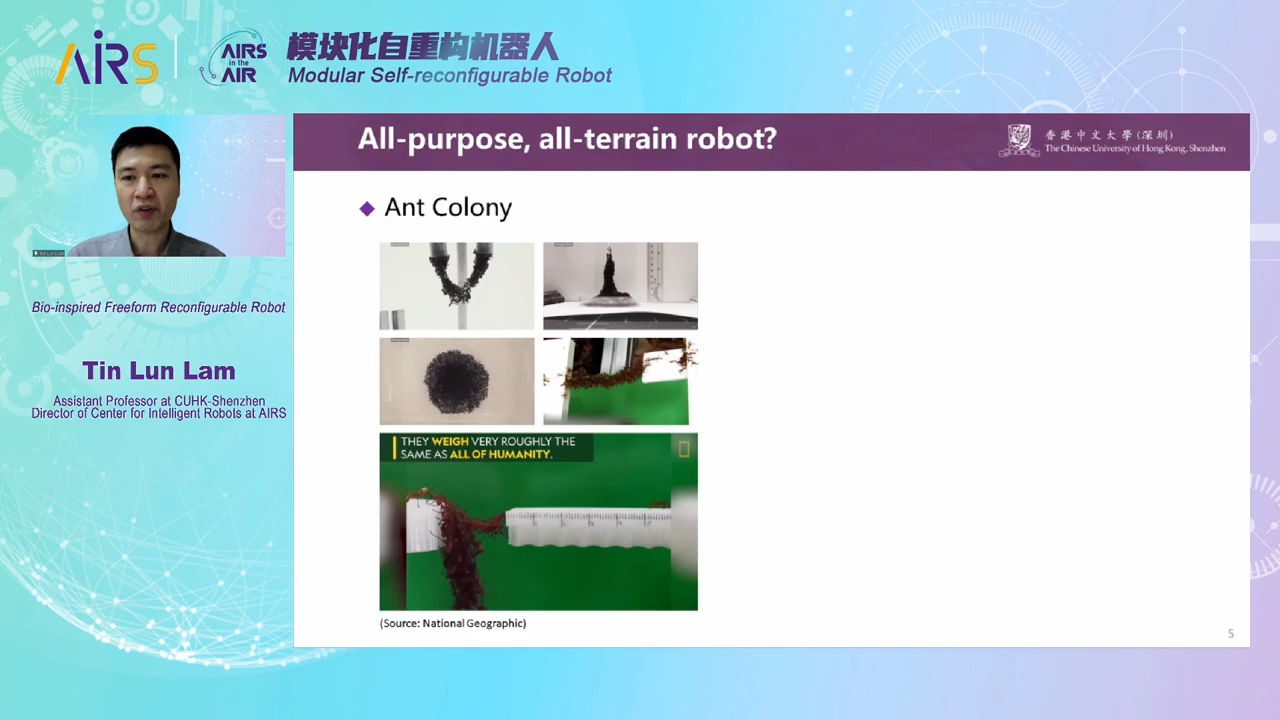 AIRS
AIRS
in the
AIR
模块化自重构机器人
Modular Self-reconfigurable Robot
All-purpose, all-terrain robot?
香港中文大學(深圳)
The Chinese University of Hong Kong, Shenzhen
Ant Colony
Bio-inspired Freeform Reconfigurable Robot
Tin Lun Lam
Assistant Professor at CUHK-Shenzhen
Director of Center for Intelligent Robots at AIRS
THEY WEIGH VERY ROUGHLY THE
SAME AS ALL OF HUMANITY.
(Source: National Geographic)
5